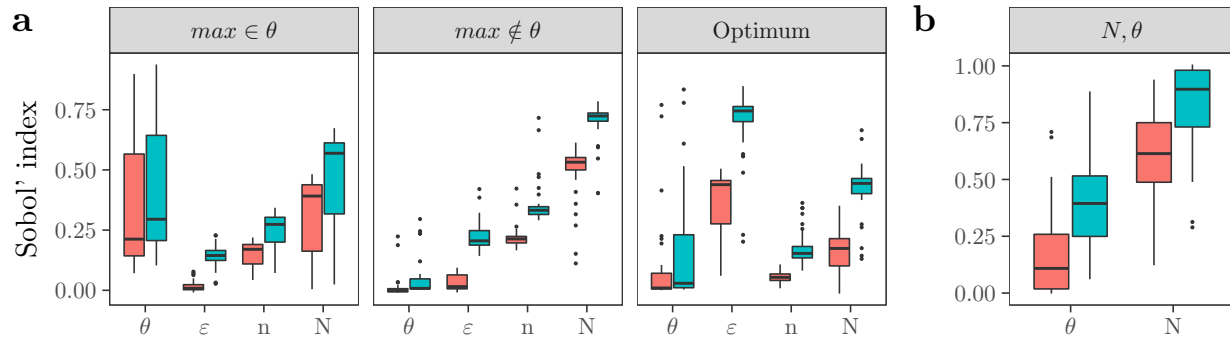 a
max ∈ θ
max ∉ θ
Optimum
Sobol' index
0.75
0.50
0.25
0.00
θ ε n N
θ ε n N
θ ε n N
b
N, θ
1.00
0.75
0.50
0.25
0.00
θ N